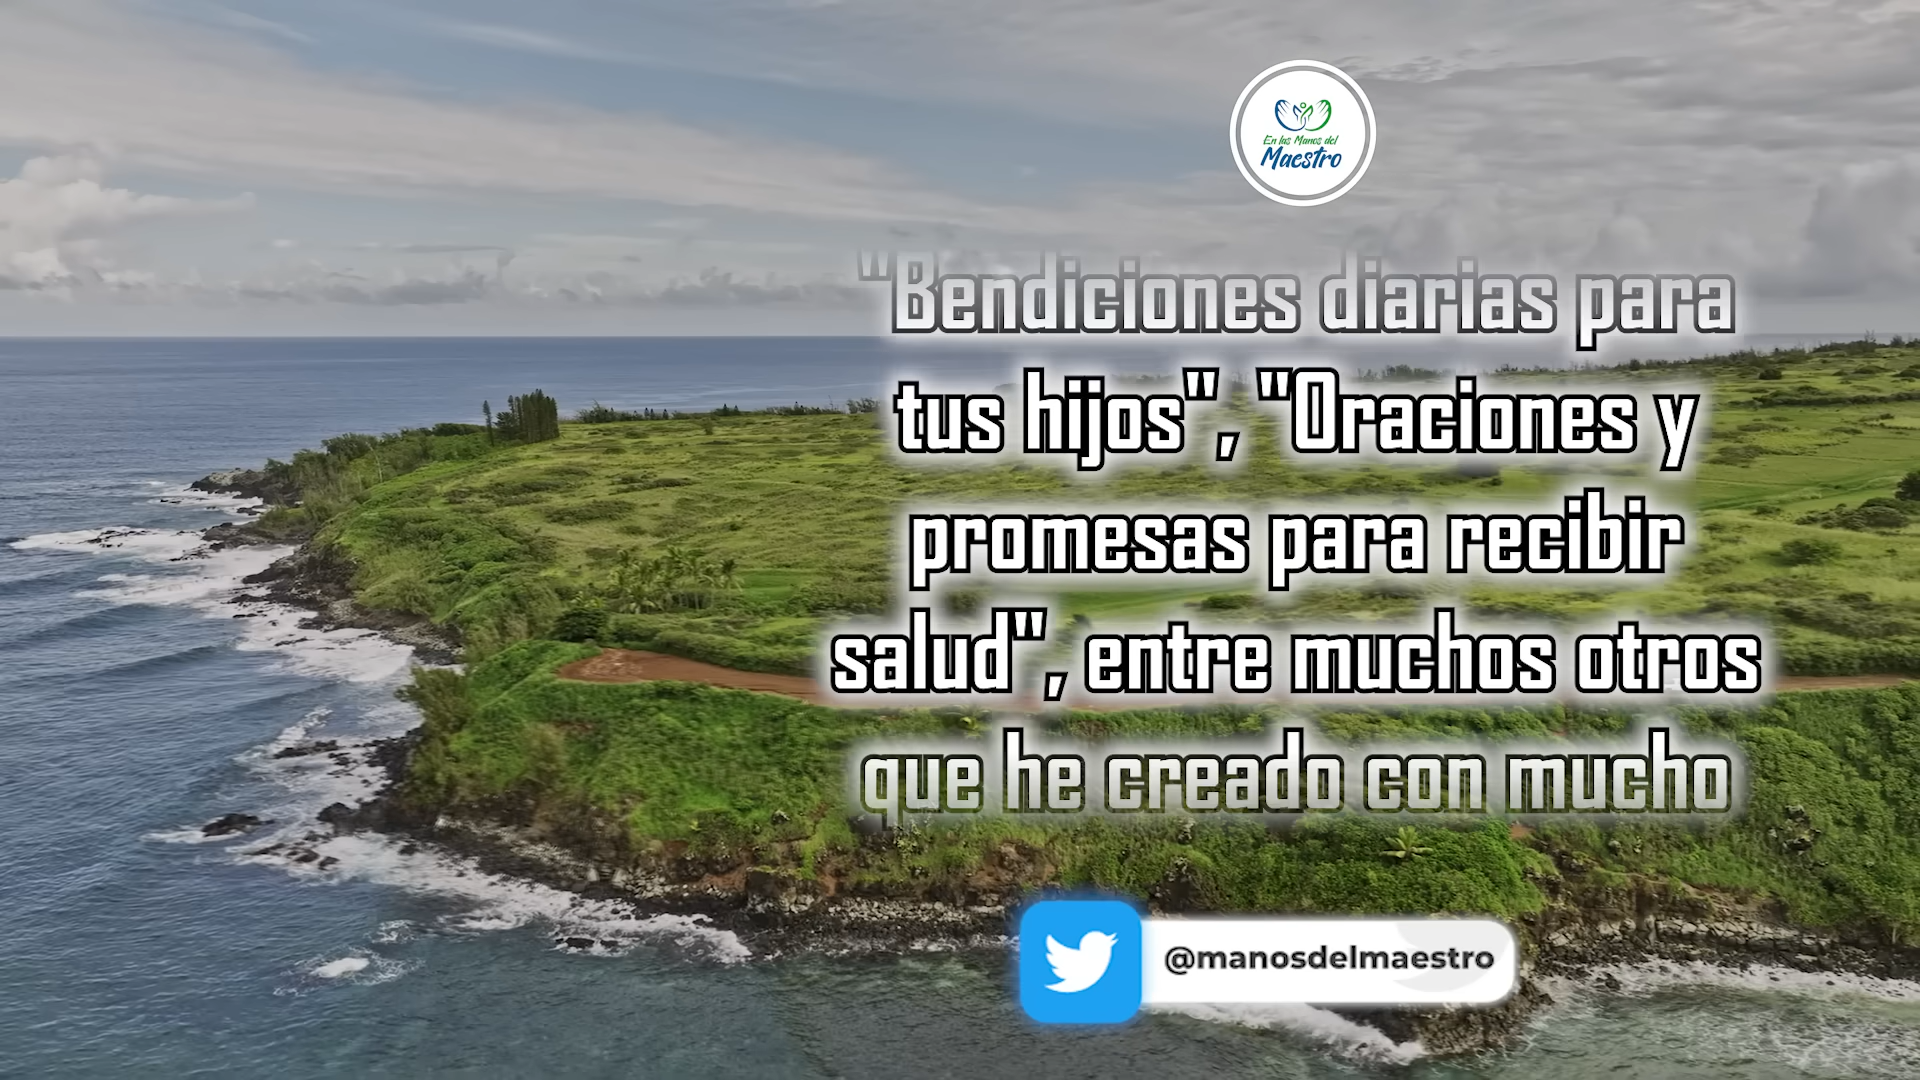 En las Manos del
Maestro
"Bendiciones diarias para
tus hijos", "Oraciones y
promesas para recibir
salud", entre muchos otros
que he creado con mucho
@manosdelmaestro